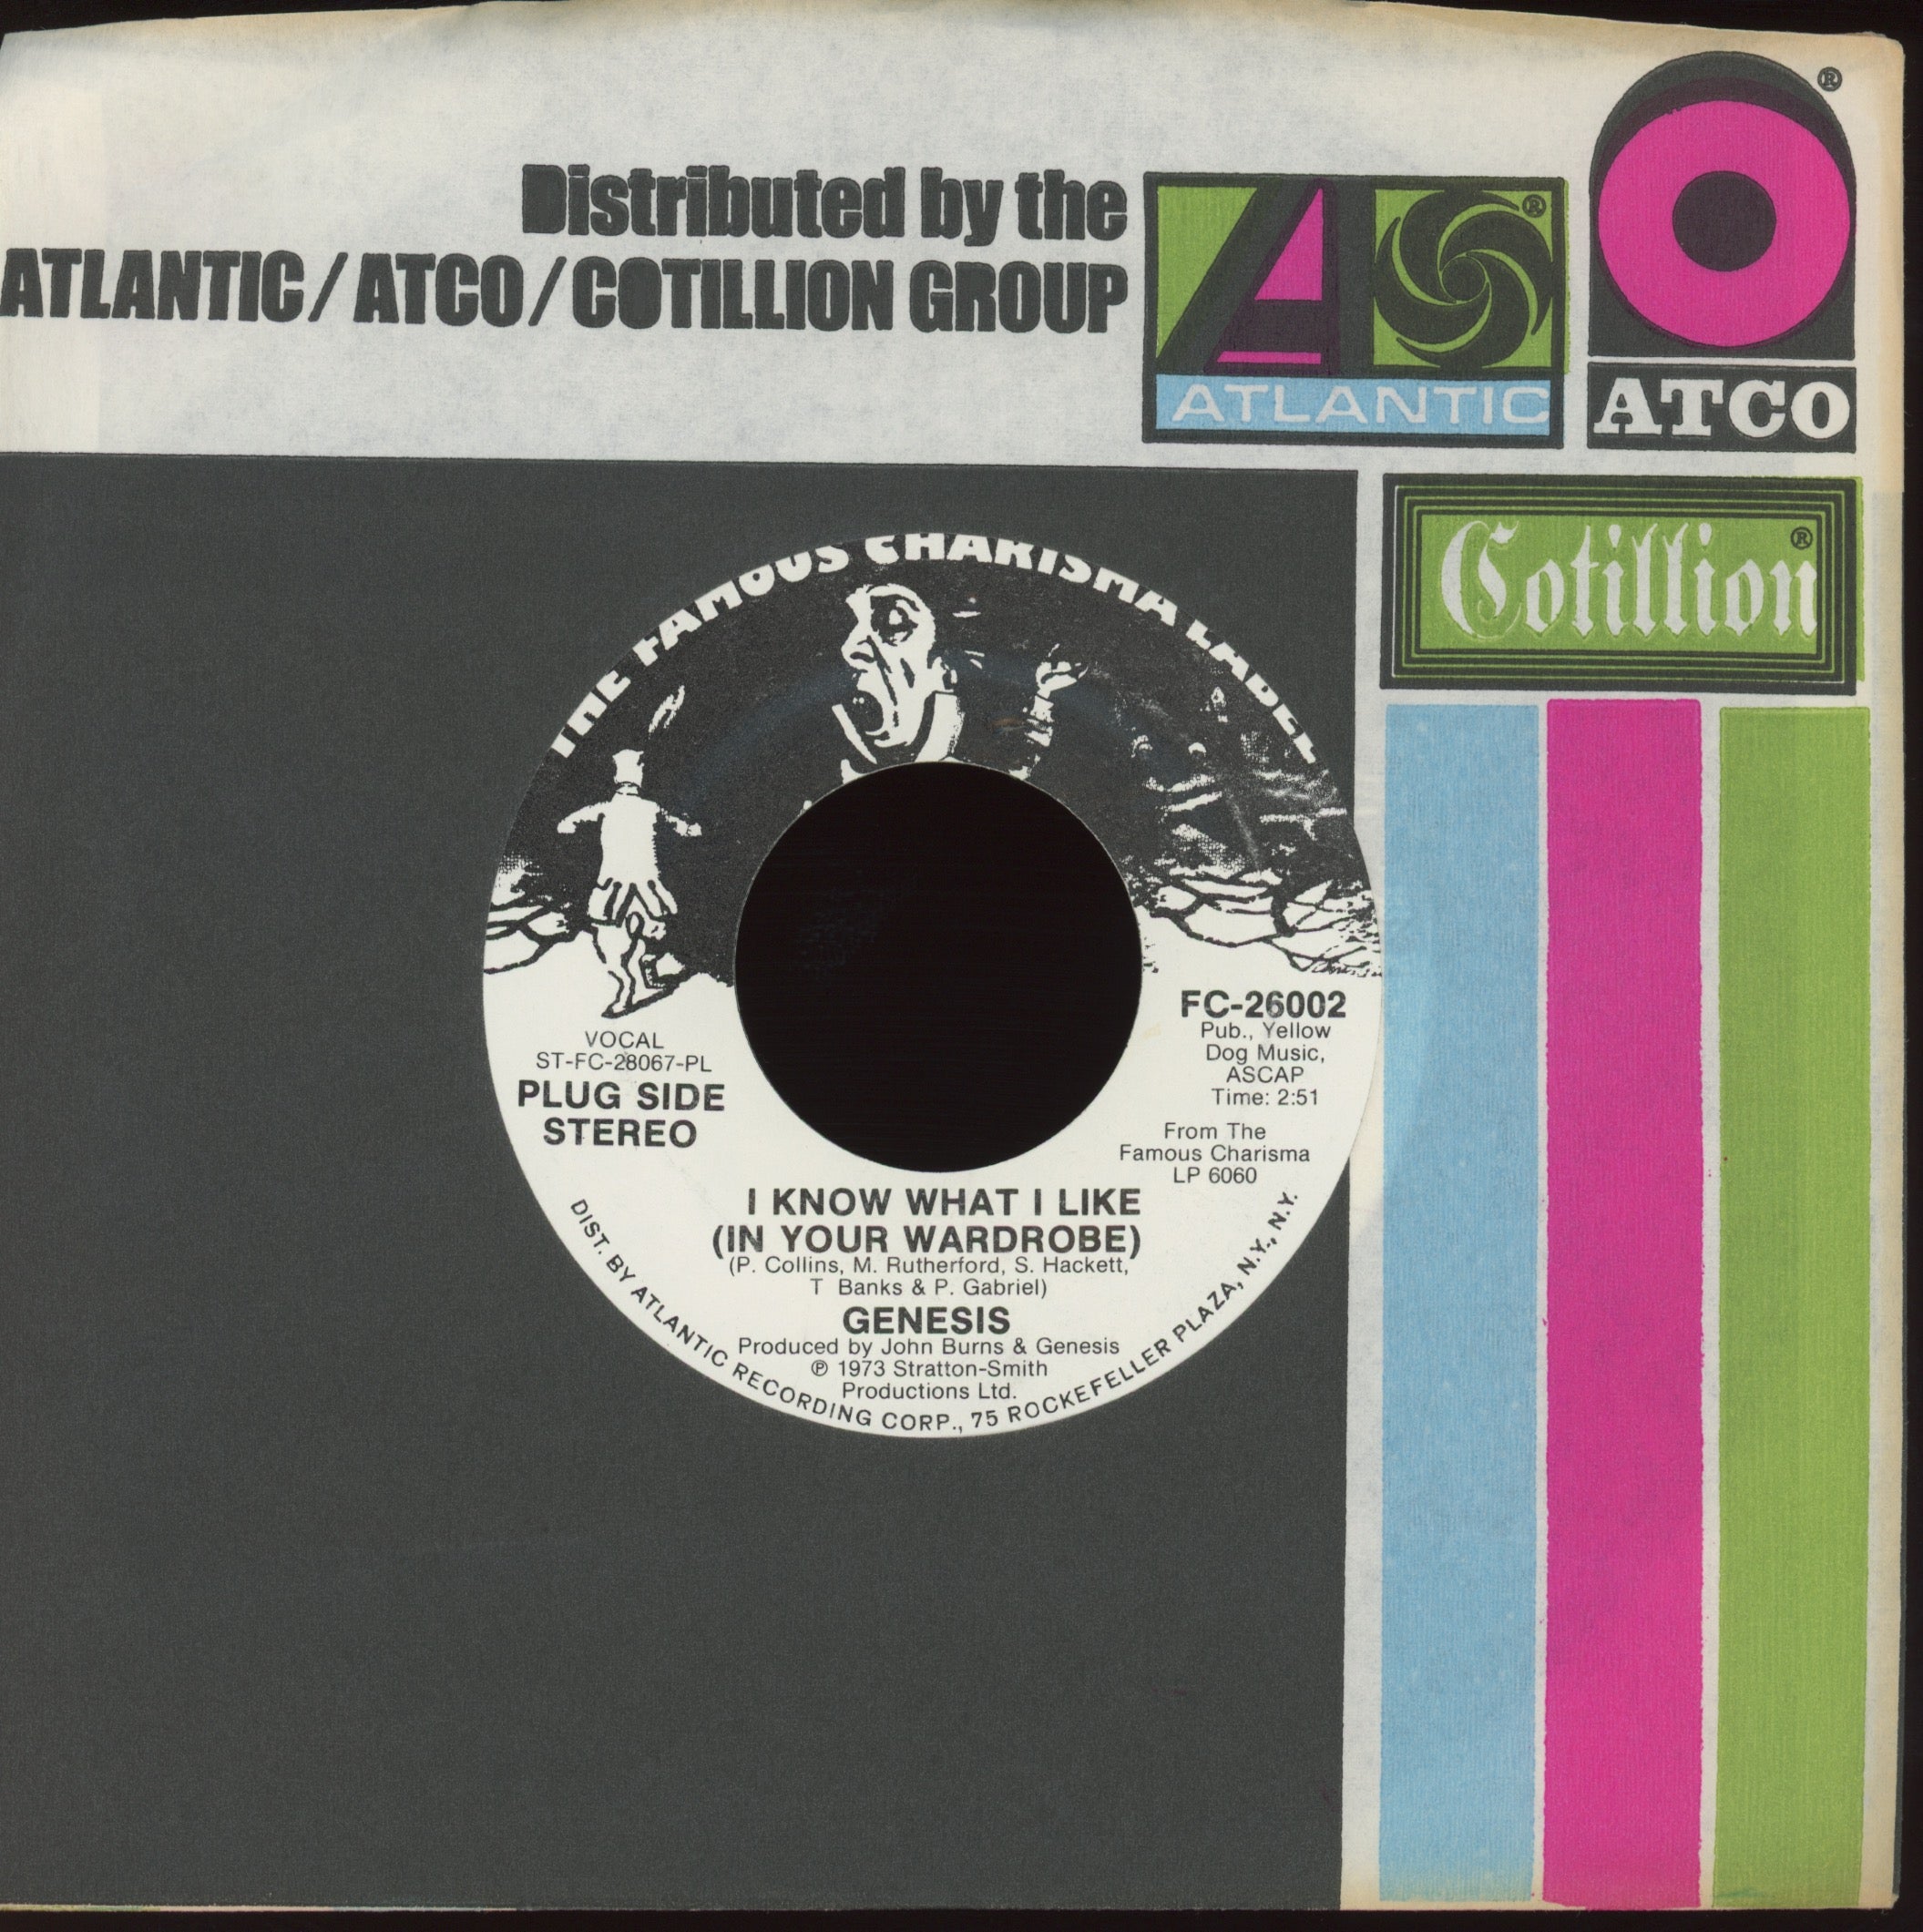 Distributed by the
ATLANTIC/ATCO/COTILLION GROUP
®
ATLANTIC
®
ATCO
Cotillion®
THE FAMOUS CHARISMA LABEL
VOCAL
ST-FC-28067-PL
PLUG SIDE
STEREO
FC-26002
Pub., Yellow
Dog Music,
ASCAP
Time: 2:51
From The
Famous Charisma
LP 6060
I KNOW WHAT I LIKE
(IN YOUR WARDROBE)
(P. Collins, M. Rutherford, S. Hackett,
T Banks & P. Gabriel)
GENESIS
Produced by John Burns & Genesis
℗ 1973 Stratton-Smith
Productions Ltd.
DIST. BY ATLANTIC RECORDING CORP., 75 ROCKEFELLER PLAZA, N.Y., N.Y.